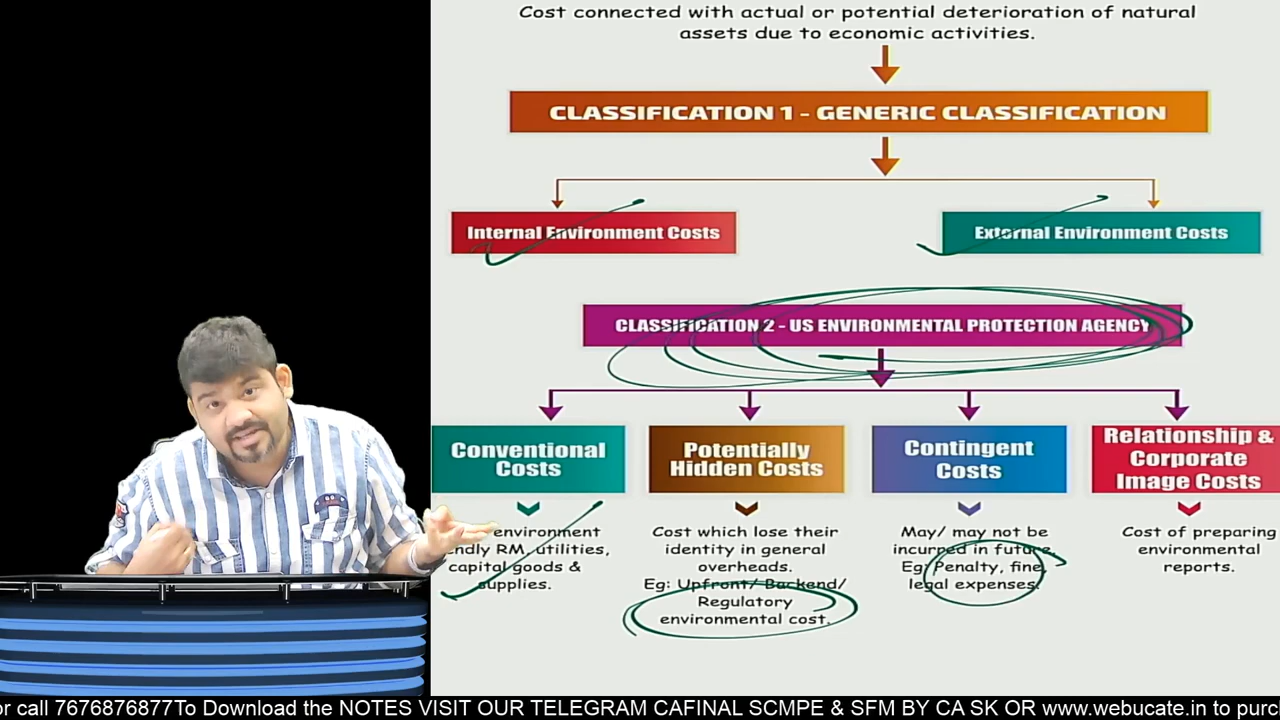 Cost connected with actual or potential deterioration of natural
assets due to economic activities.
CLASSIFICATION 1 - GENERIC CLASSIFICATION
Internal Environment Costs
External Environment Costs
CLASSIFICATION 2 - US ENVIRONMENTAL PROTECTION AGENCY
Conventional
Costs
environment
RM, utilities,
capital goods &
supplies.
Potentially
Hidden Costs
Cost which lose their
identity in general
overheads.
Eg: Upfront/ Backend/
Regulatory
environmental cost.
Contingent
Costs
May/ may not be
incurred in future.
Eg: Penalty, fine,
legal expenses.
Relationship &
Corporate
Image Costs
Cost of preparing
environmental
reports.
or call 7676876877To Download the NOTES VISIT OUR TELEGRAM CAFINAL SCMPE & SFM BY CA SK OR www.webucate.in to purc